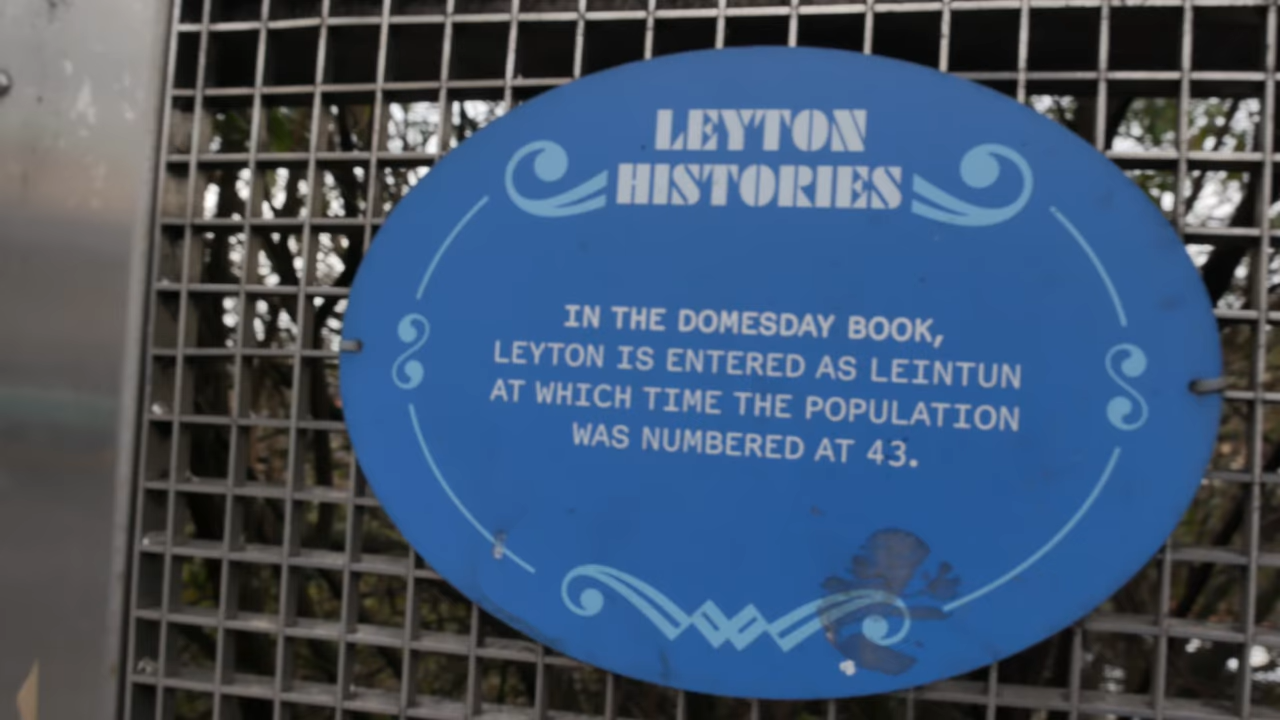 LEYTON
HISTORIES
IN THE DOMESDAY BOOK,
LEYTON IS ENTERED AS LEINTUN
AT WHICH TIME THE POPULATION
WAS NUMBERED AT 43.